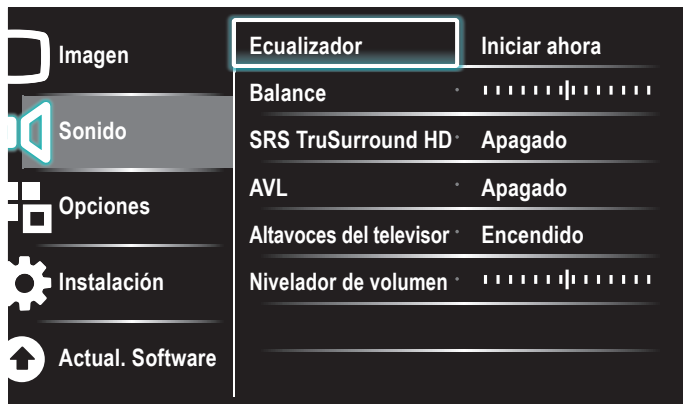 Imagen
Sonido
Opciones
Instalación
Actual. Software
Ecualizador Iniciar ahora
Balance
SRS TruSurround HD Apagado
AVL Apagado
Altavoces del televisor Encendido
Nivelador de volumen